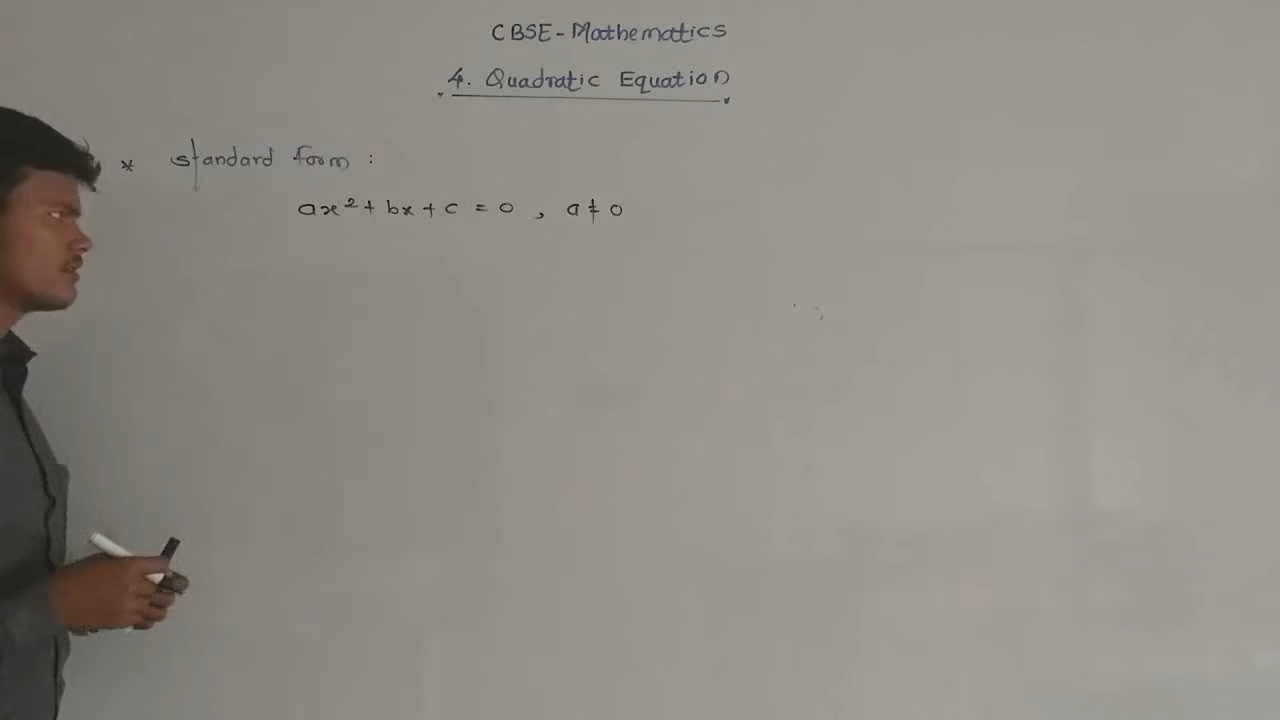 CBSE - Mathematics
4. Quadratic Equation
* standard form :
ax² + bx + c = 0 , a ≠ 0